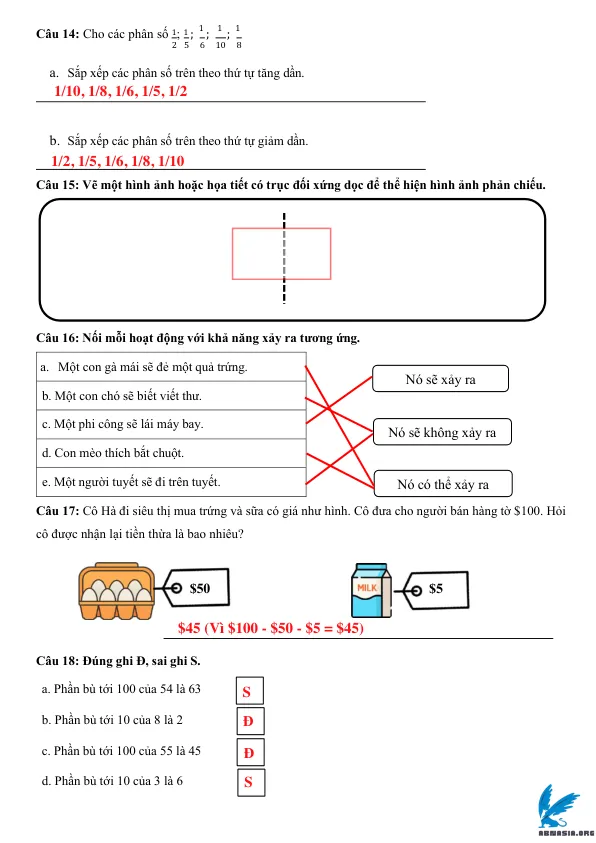 Câu 14: Cho các phân số 1/2; 1/5; 1/6; 1/10; 1/8
a. Sắp xếp các phân số trên theo thứ tự tăng dần.
1/10, 1/8, 1/6, 1/5, 1/2
b. Sắp xếp các phân số trên theo thứ tự giảm dần.
1/2, 1/5, 1/6, 1/8, 1/10
Câu 15: Vẽ một hình ảnh hoặc họa tiết có trục đối xứng dọc để thể hiện hình ảnh phản chiếu.
Câu 16: Nối mỗi hoạt động với khả năng xảy ra tương ứng.
a. Một con gà mái sẽ đẻ một quả trứng.
b. Một con chó sẽ biết viết thư.
c. Một phi công sẽ lái máy bay.
d. Con mèo thích bắt chuột.
e. Một người tuyết sẽ đi trên tuyết.
Nó sẽ xảy ra
Nó sẽ không xảy ra
Nó có thể xảy ra
Câu 17: Cô Hà đi siêu thị mua trứng và sữa có giá như hình. Cô đưa cho người bán hàng tờ $100. Hỏi
cô được nhận lại tiền thừa là bao nhiêu?
$50
MILK
$5
$45 (Vì $100 - $50 - $5 = $45)
Câu 18: Đúng ghi Đ, sai ghi S.
a. Phần bù tới 100 của 54 là 63 S
b. Phần bù tới 10 của 8 là 2 Đ
c. Phần bù tới 100 của 55 là 45 Đ
d. Phần bù tới 10 của 3 là 6 S
ABMASIA.ORG